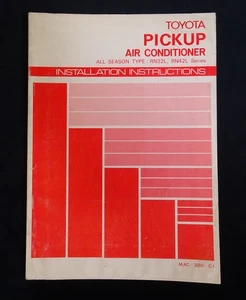 TOYOTA
PICKUP
AIR CONDITIONER
ALL SEASON TYPE: RN32L, RN42L Series
INSTALLATION INSTRUCTIONS